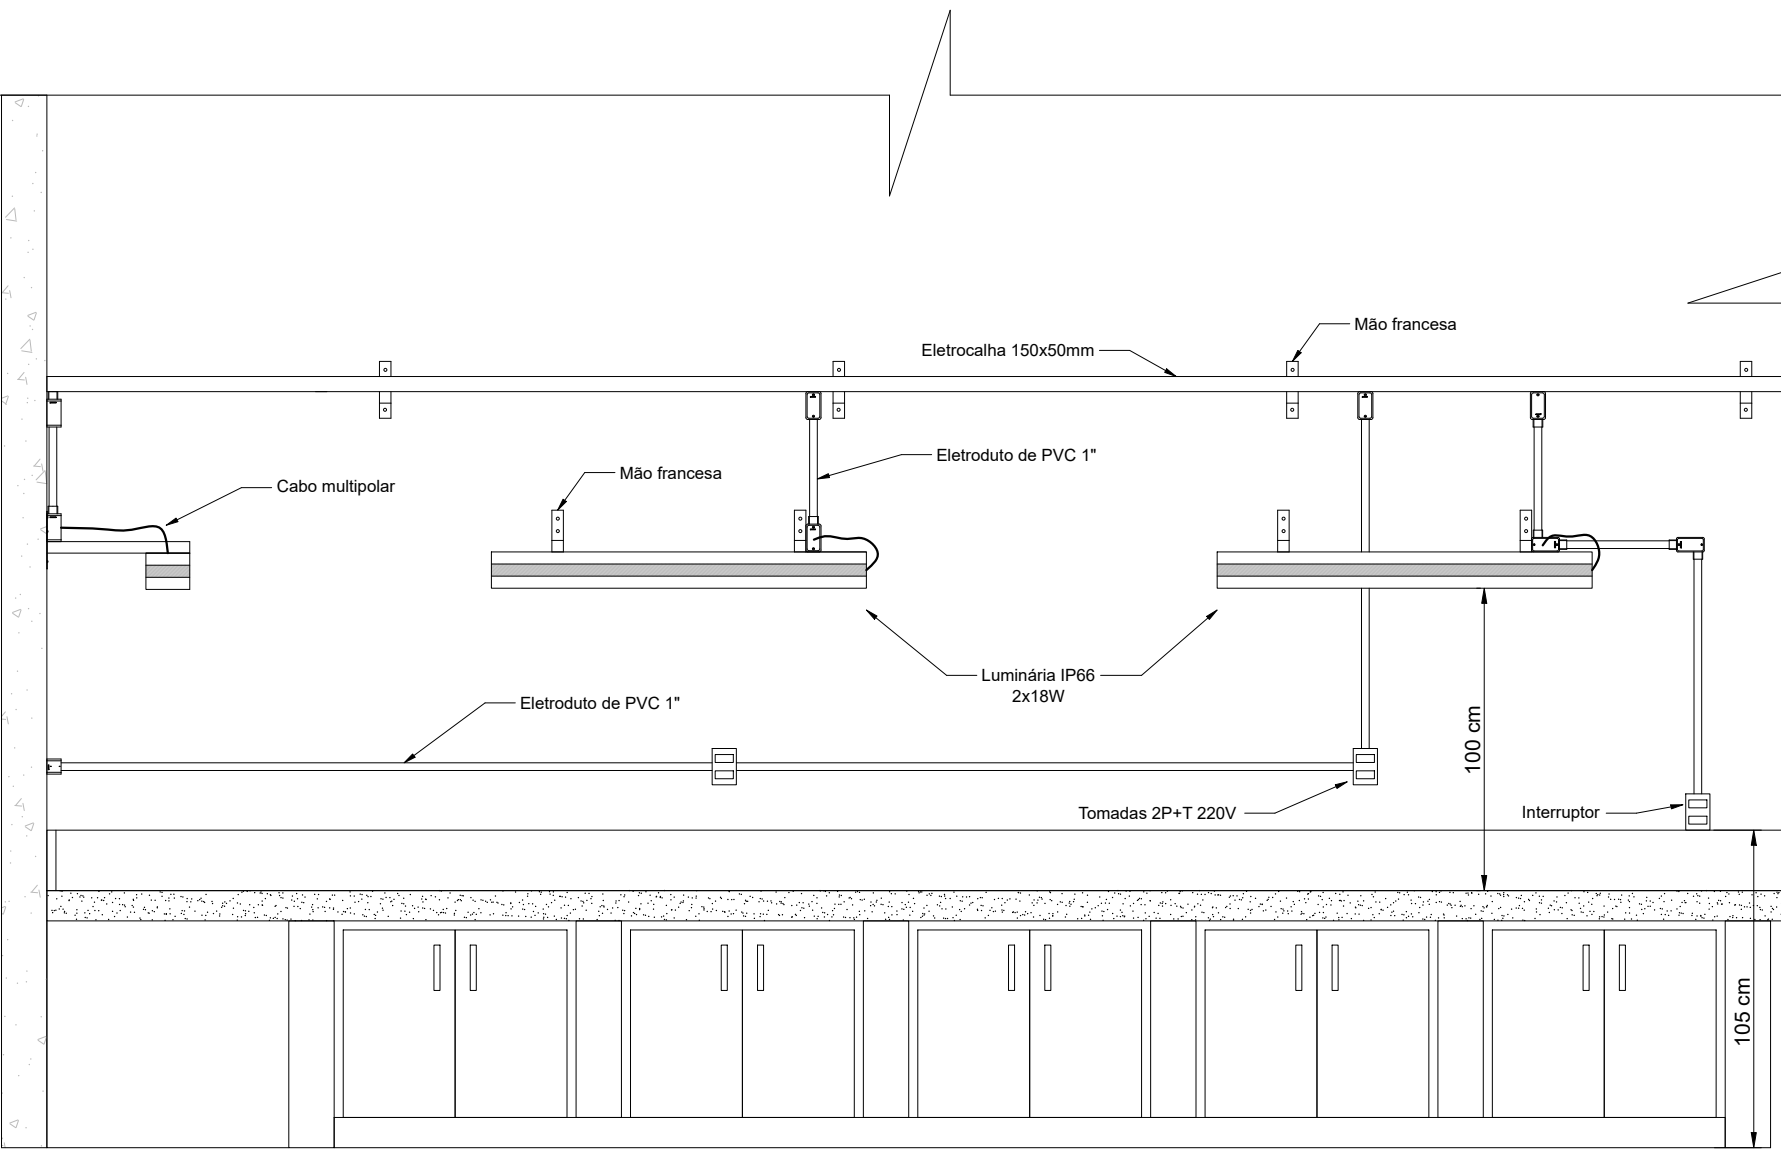 Mão francesa
Eletrocalha 150x50mm
Eletroduto de PVC 1"
Mão francesa
Cabo multipolar
Luminária IP66
2x18W
Eletroduto de PVC 1"
100 cm
Tomadas 2P+T 220V
Interruptor
105 cm